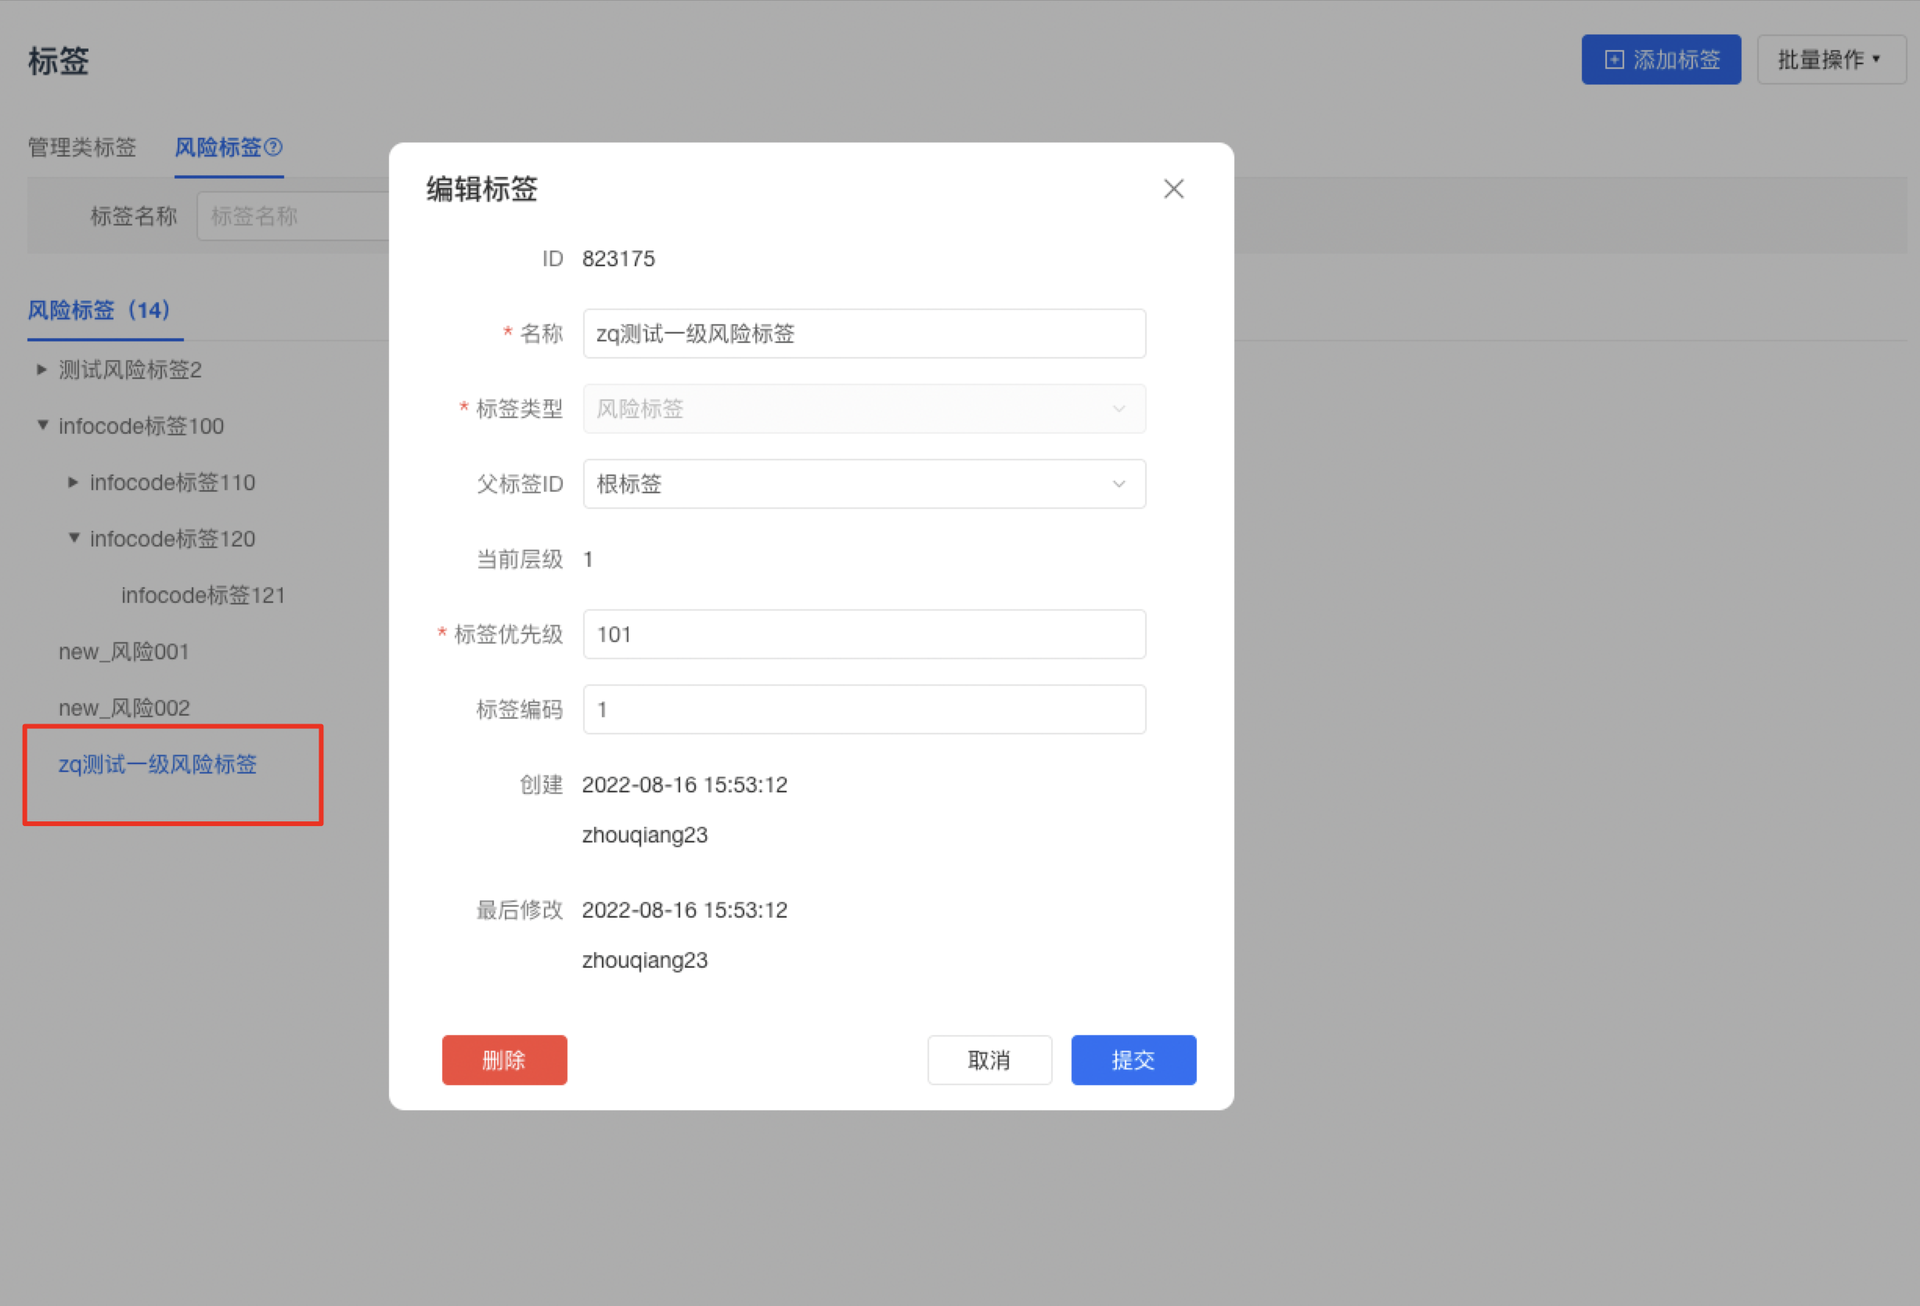 标签
添加标签
批量操作
管理类标签
风险标签
标签名称
标签名称
风险标签（14）
测试风险标签2
infocode标签100
infocode标签110
infocode标签120
infocode标签121
new_风险001
new_风险002
zq测试一级风险标签
编辑标签
ID 823175
* 名称 zq测试一级风险标签
* 标签类型 风险标签
父标签ID 根标签
当前层级 1
* 标签优先级 101
标签编码 1
创建 2022-08-16 15:53:12
zhouqiang23
最后修改 2022-08-16 15:53:12
zhouqiang23
删除
取消
提交